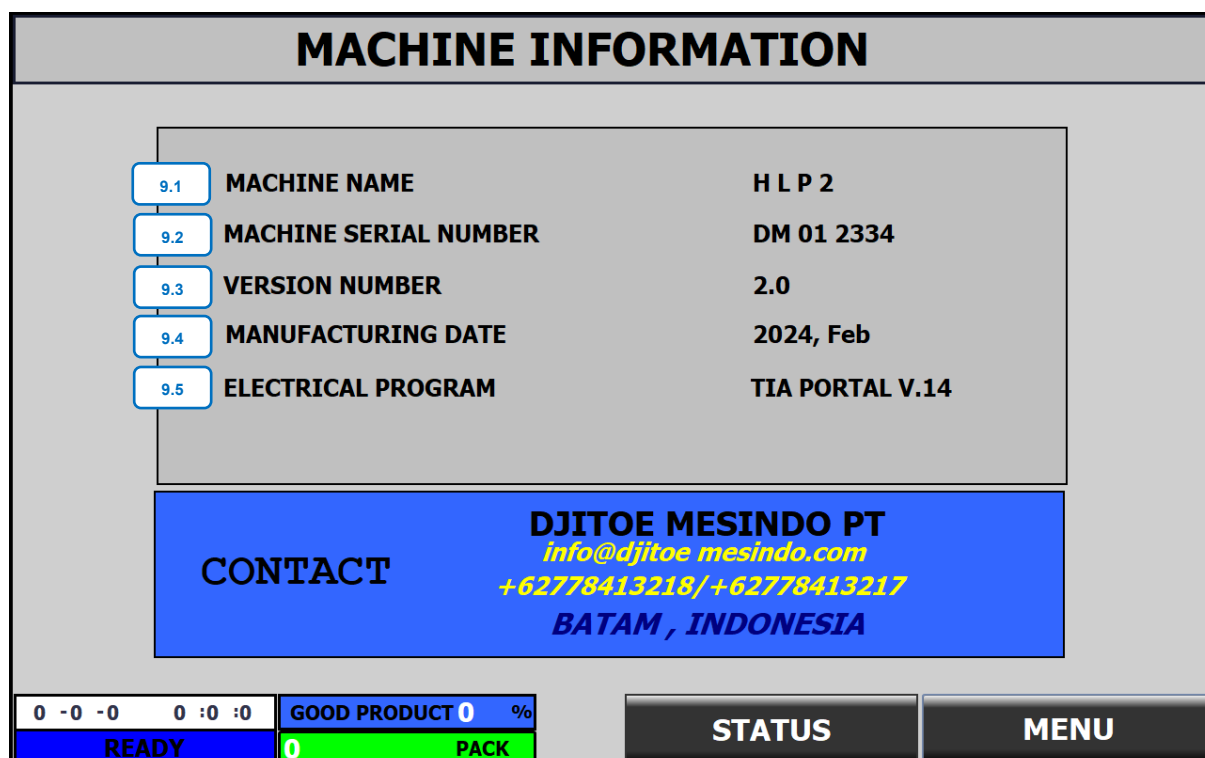 MACHINE INFORMATION
9.1 MACHINE NAME H L P 2
9.2 MACHINE SERIAL NUMBER DM 01 2334
9.3 VERSION NUMBER 2.0
9.4 MANUFACTURING DATE 2024, Feb
9.5 ELECTRICAL PROGRAM TIA PORTAL V.14
CONTACT
DJITOE MESINDO PT
info@djitoe mesindo.com
+62778413218/+62778413217
BATAM , INDONESIA
0 -0 -0 0 :0 :0 GOOD PRODUCT 0 %
READY 0 PACK
STATUS MENU